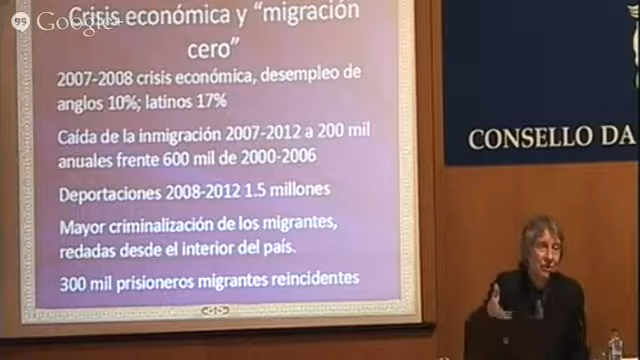 Google+
Crisis económica y “migración
cero”
2007-2008 crisis económica, desempleo de
anglos 10%; latinos 17%
Caída de la inmigración 2007-2012 a 200 mil
anuales frente 600 mil de 2000-2006
Deportaciones 2008-2012 1.5 millones
Mayor criminalización de los migrantes,
redadas desde el interior del país.
300 mil prisioneros migrantes reincidentes
CONSELLO DA